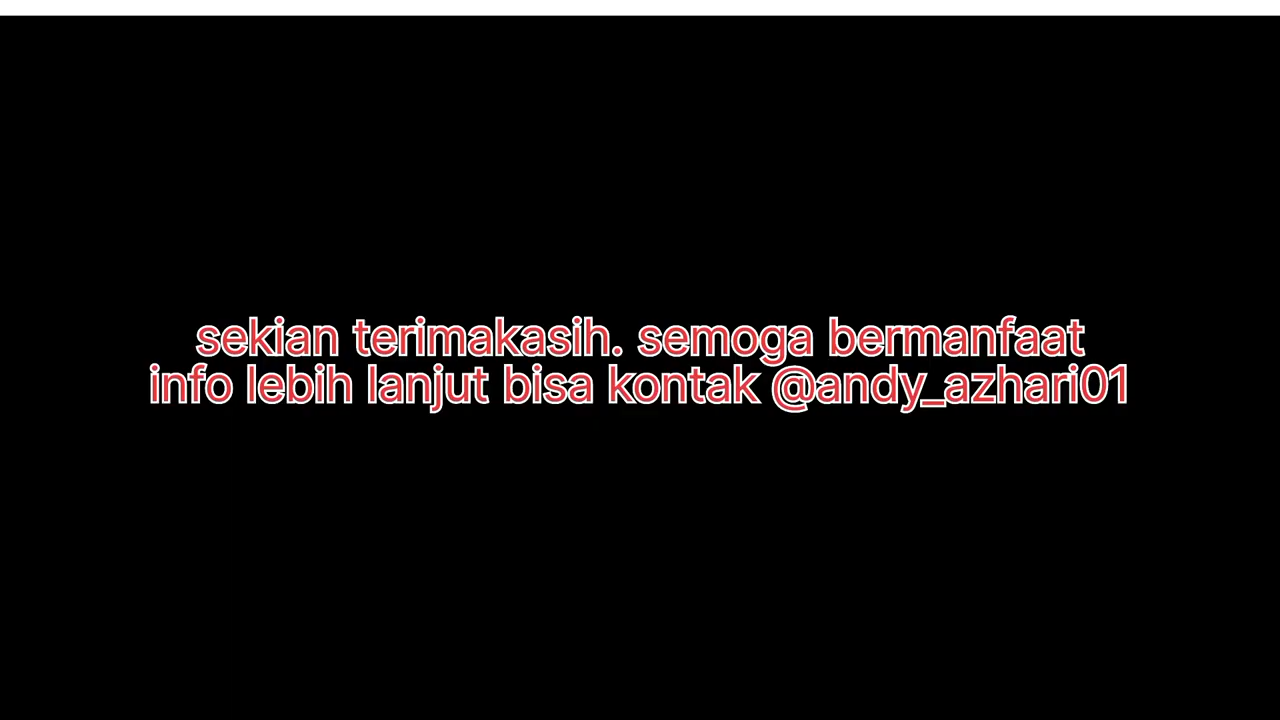 sekian terimakasih. semoga bermanfaat
info lebih lanjut bisa kontak @andy_azhari01